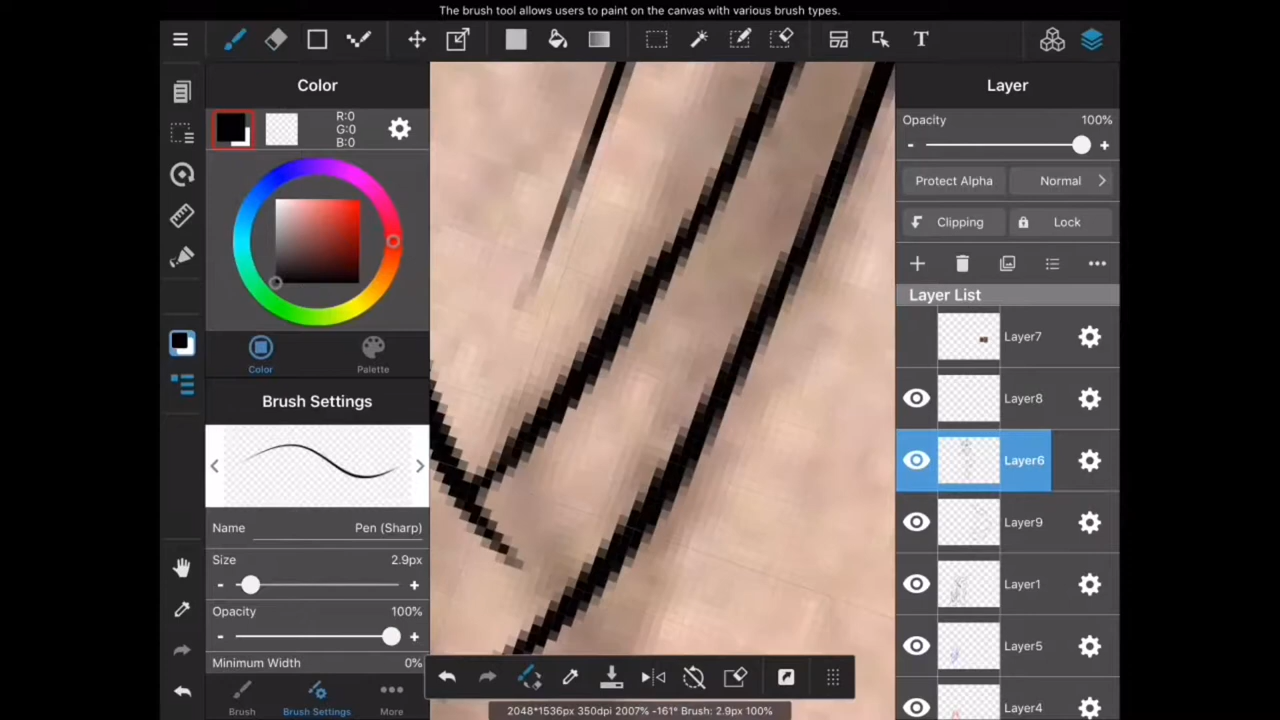 The brush tool allows users to paint on the canvas with various brush types.
T
Color
R:0
G:0
B:0
Color
Palette
Brush Settings
Name Pen (Sharp)
Size 2.9px
- +
Opacity 100%
- +
Minimum Width 0%
Brush
Brush Settings
More
2048*1536px 350dpi 2007% -161° Brush: 2.9px 100%
Layer
Opacity 100%
- +
Protect Alpha
Normal
Clipping
Lock
Layer List
Layer7
Layer8
Layer6
Layer9
Layer1
Layer5
Layer4